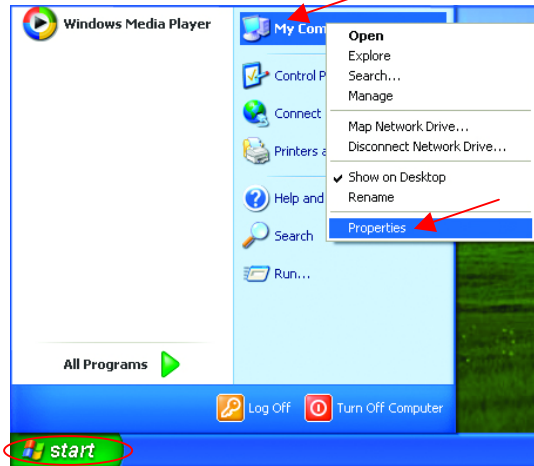 Windows Media Player
My Com
Control P
Connect
Printers a
Help and
Search
Run...
Open
Explore
Search...
Manage
Map Network Drive...
Disconnect Network Drive...
Show on Desktop
Rename
Properties
All Programs
Log Off
Turn Off Computer
start